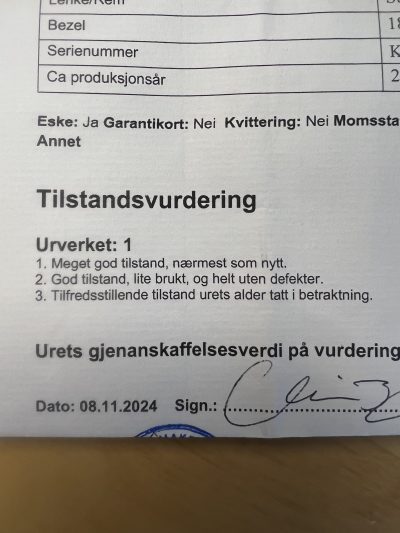 Bezel 18
Serienummer K
Ca produksjonsår 2
Eske: Ja Garantikort: Nei Kvittering: Nei
Annet
Tilstandsvurdering
Urverket: 1
1. Meget god tilstand, nærmest som nytt.
2. God tilstand, lite brukt, og helt uten defekter.
3. Tilfredsstillende tilstand urets alder tatt i betraktning.
Urets gjenanskaffelsesverdi på vurdering
Dato: 08.11.2024 Sign.: